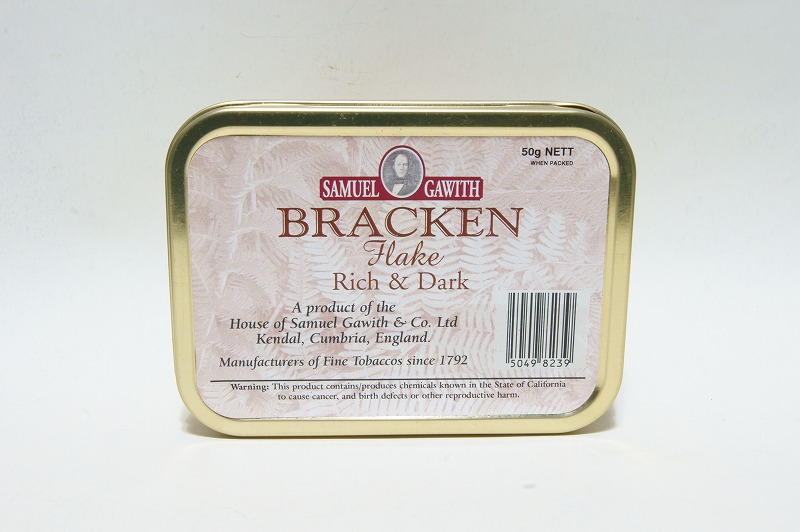 50g NETT
WHEN PACKED
SAMUEL GAWITH
BRACKEN
Flake
Rich & Dark
A product of the
House of Samuel Gawith & Co. Ltd
Kendal, Cumbria, England.
Manufacturers of Fine Tobaccos since 1792
5049 8239
Warning: This product contains/produces chemicals known in the State of California
to cause cancer, and birth defects or other reproductive harm.